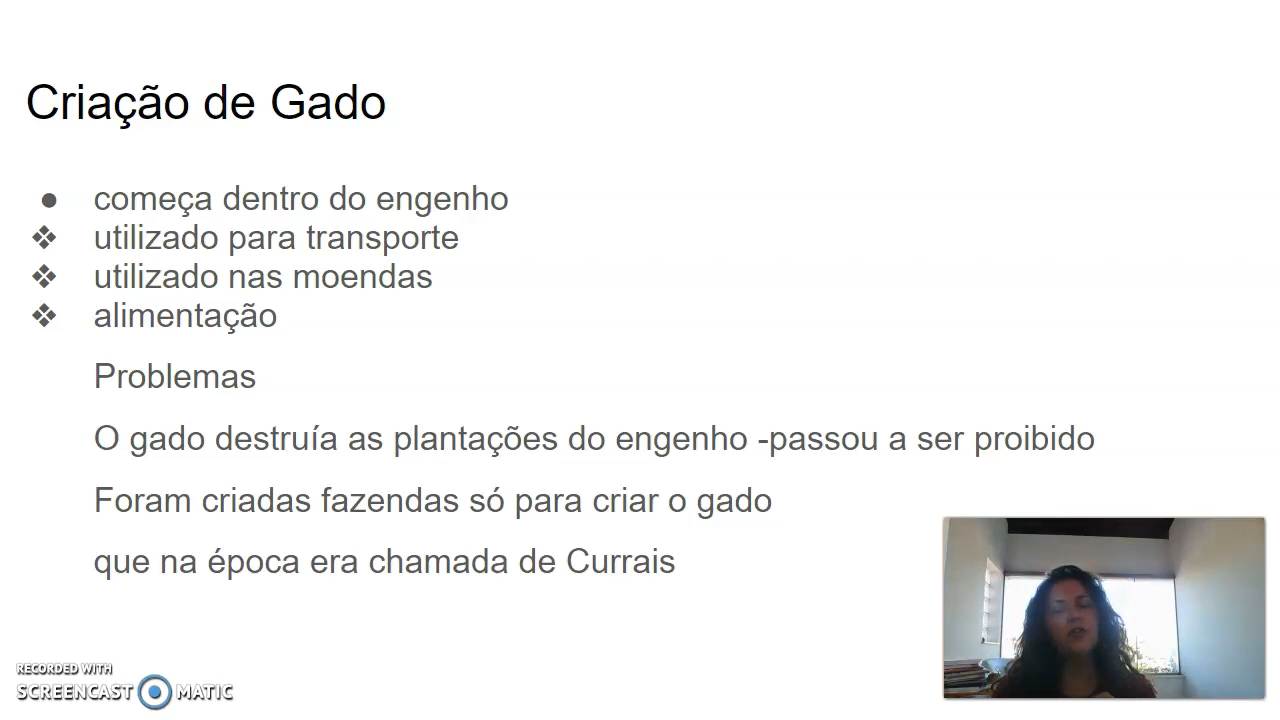 Criação de Gado
● começa dentro do engenho
❖ utilizado para transporte
❖ utilizado nas moendas
❖ alimentação
Problemas
O gado destruía as plantações do engenho -passou a ser proibido
Foram criadas fazendas só para criar o gado
que na época era chamada de Currais
RECORDED WITH
SCREENCAST MATIC